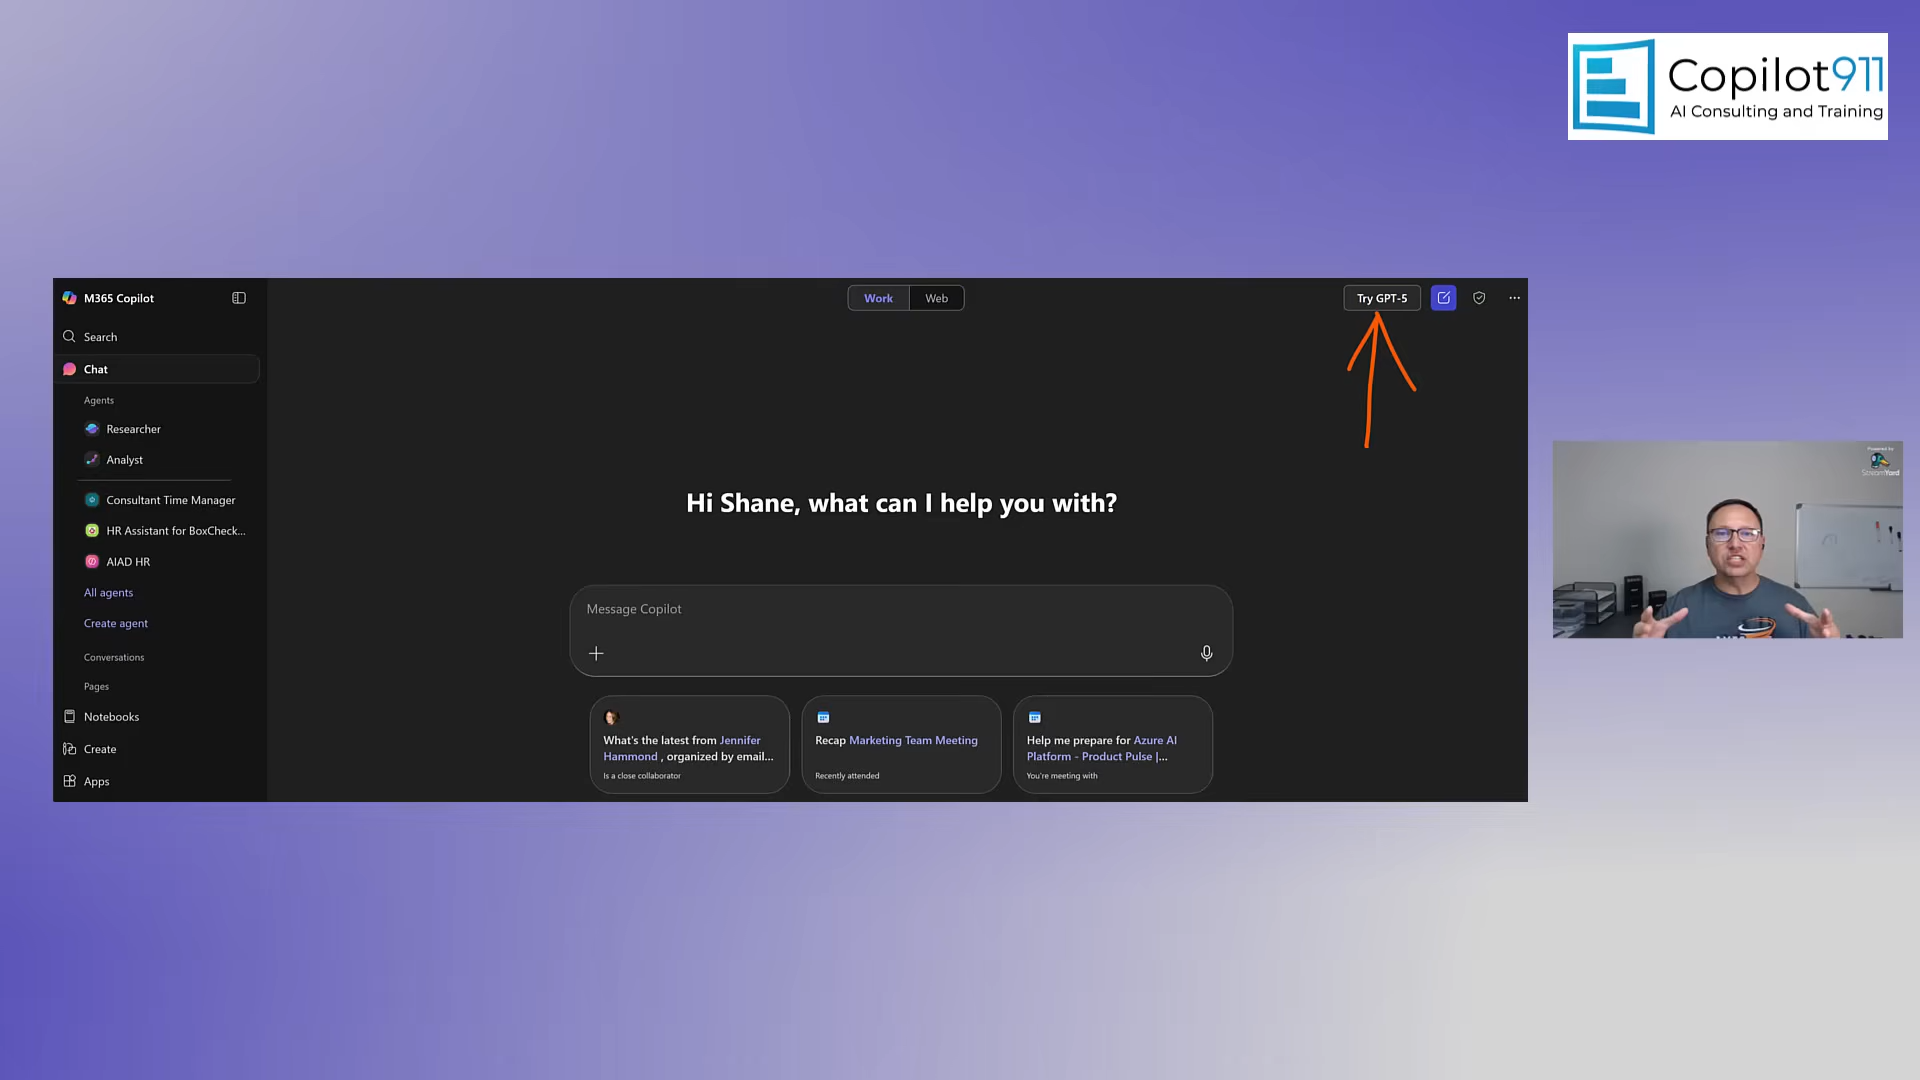 Copilot911
AI Consulting and Training
M365 Copilot
Work
Web
Try GPT-5
Search
Chat
Agents
Researcher
Analyst
Consultant Time Manager
HR Assistant for BoxCheck...
AIAD HR
All agents
Create agent
Conversations
Pages
Notebooks
Create
Apps
Hi Shane, what can I help you with?
Message Copilot
What's the latest from Jennifer
Hammond , organized by email...
Is a close collaborator
Recap Marketing Team Meeting
Recently attended
Help me prepare for Azure AI
Platform - Product Pulse |...
You're meeting with
Powered by
StreamYard